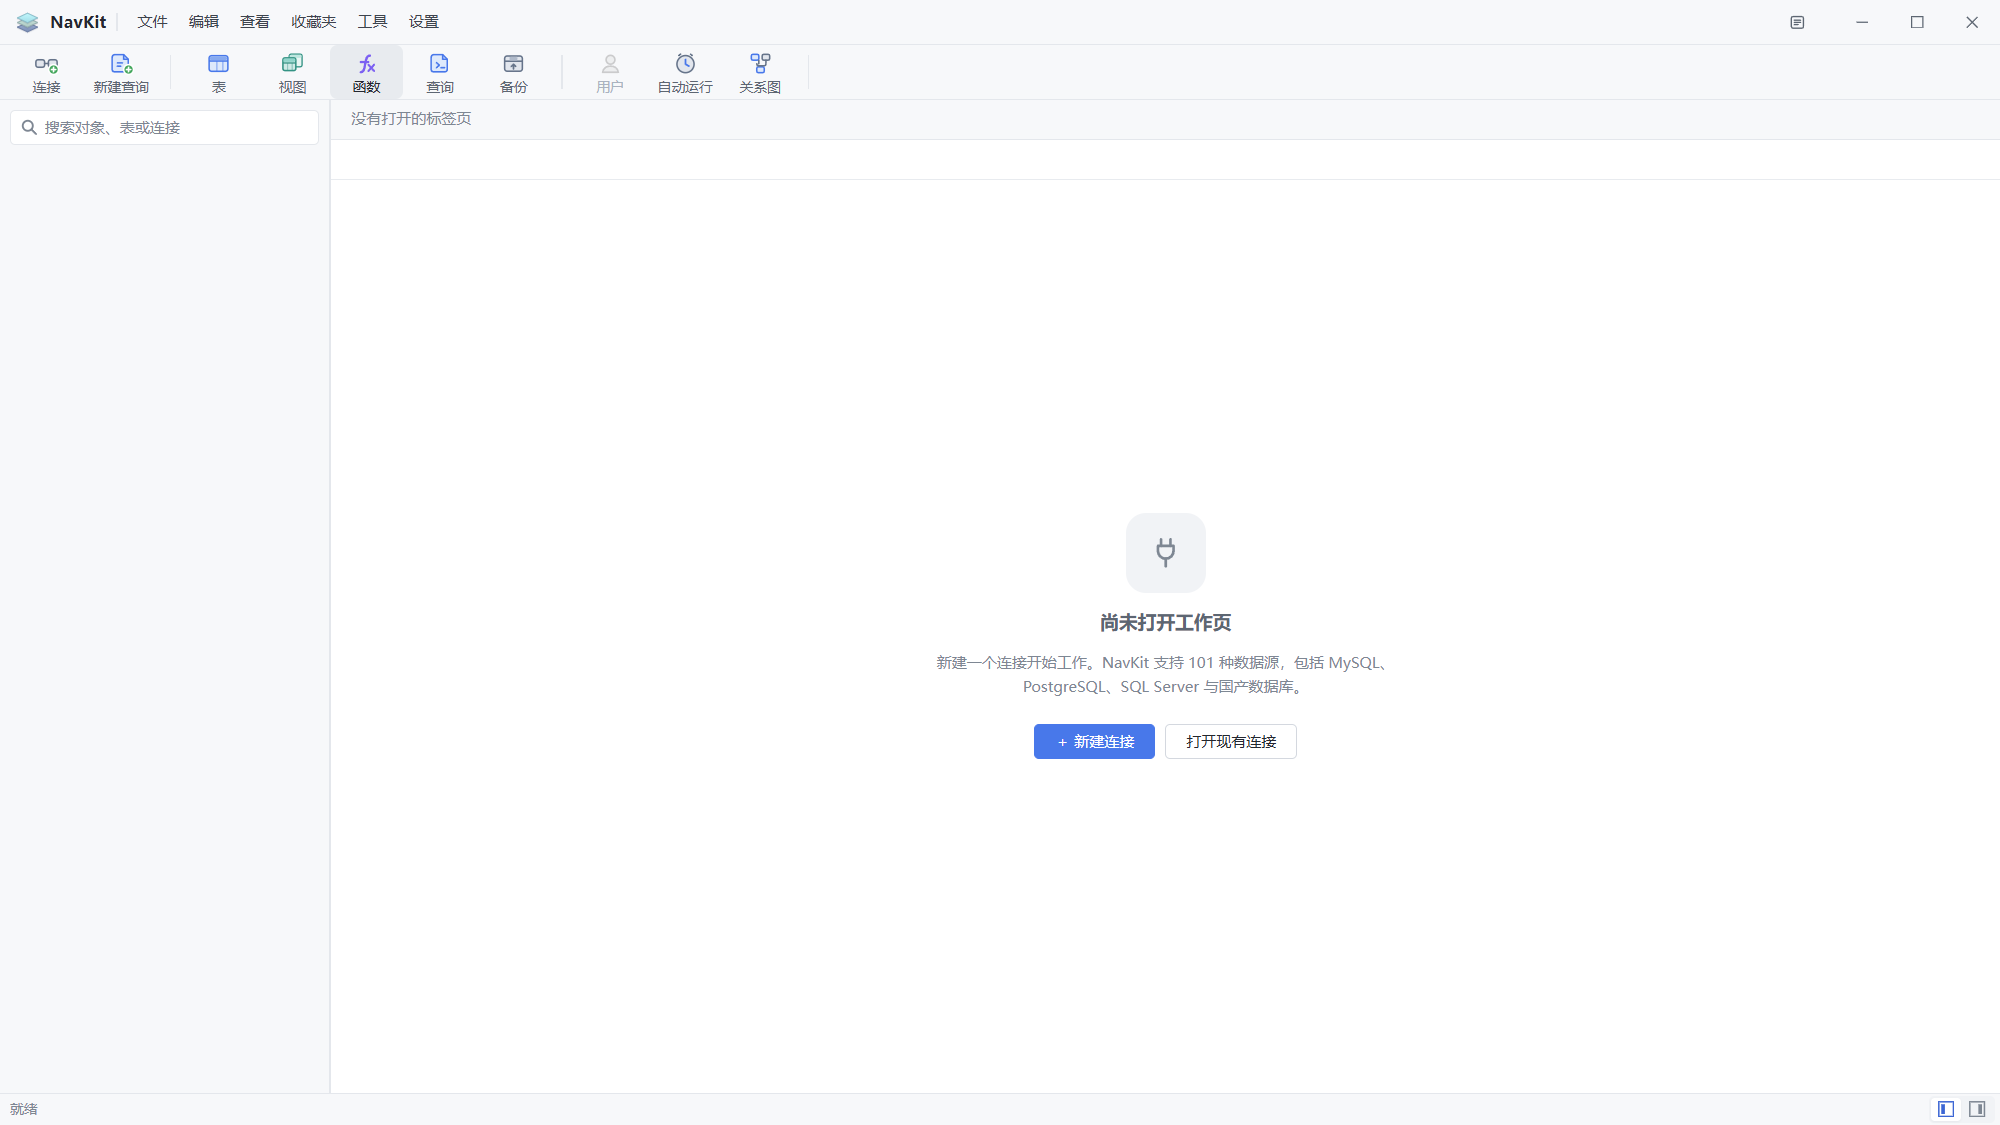 NavKit 文件 编辑 查看 收藏夹 工具 设置
连接 新建查询 表 视图 函数 查询 备份 用户 自动运行 关系图
搜索对象、表或连接
没有打开的标签页
尚未打开工作页
新建一个连接开始工作。NavKit 支持 101 种数据源，包括 MySQL、
PostgreSQL、SQL Server 与国产数据库。
+ 新建连接 打开现有连接
就绪